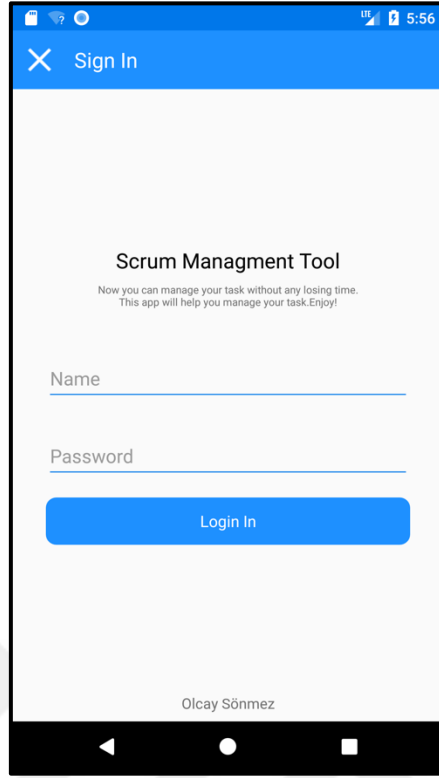 LTE 5:56
Sign In
Scrum Managment Tool
Now you can manage your task without any losing time.
This app will help you manage your task.Enjoy!
Name
Password
Login In
Olcay Sönmez